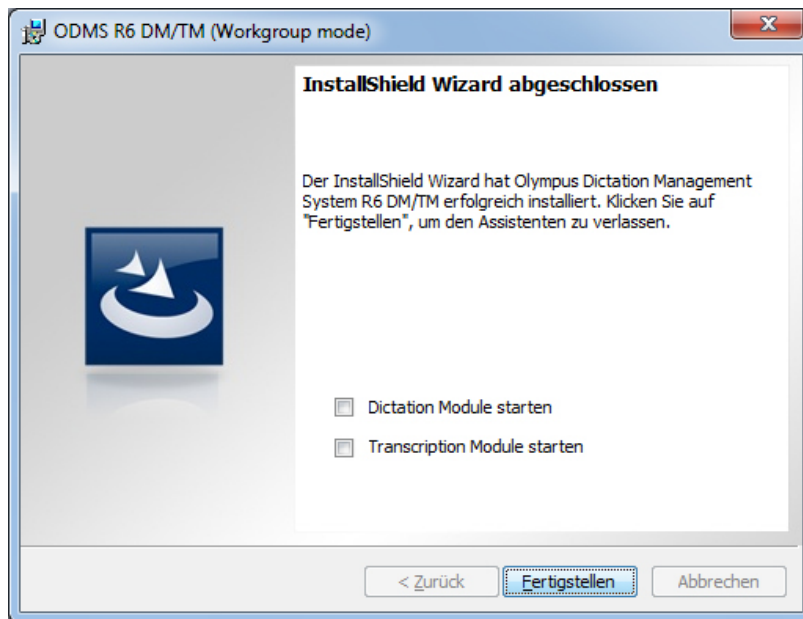 ODMS R6 DM/TM (Workgroup mode)
InstallShield Wizard abgeschlossen
Der InstallShield Wizard hat Olympus Dictation Management
System R6 DM/TM erfolgreich installiert. Klicken Sie auf
"Fertigstellen", um den Assistenten zu verlassen.
Dictation Module starten
Transcription Module starten
< Zurück Fertigstellen Abbrechen